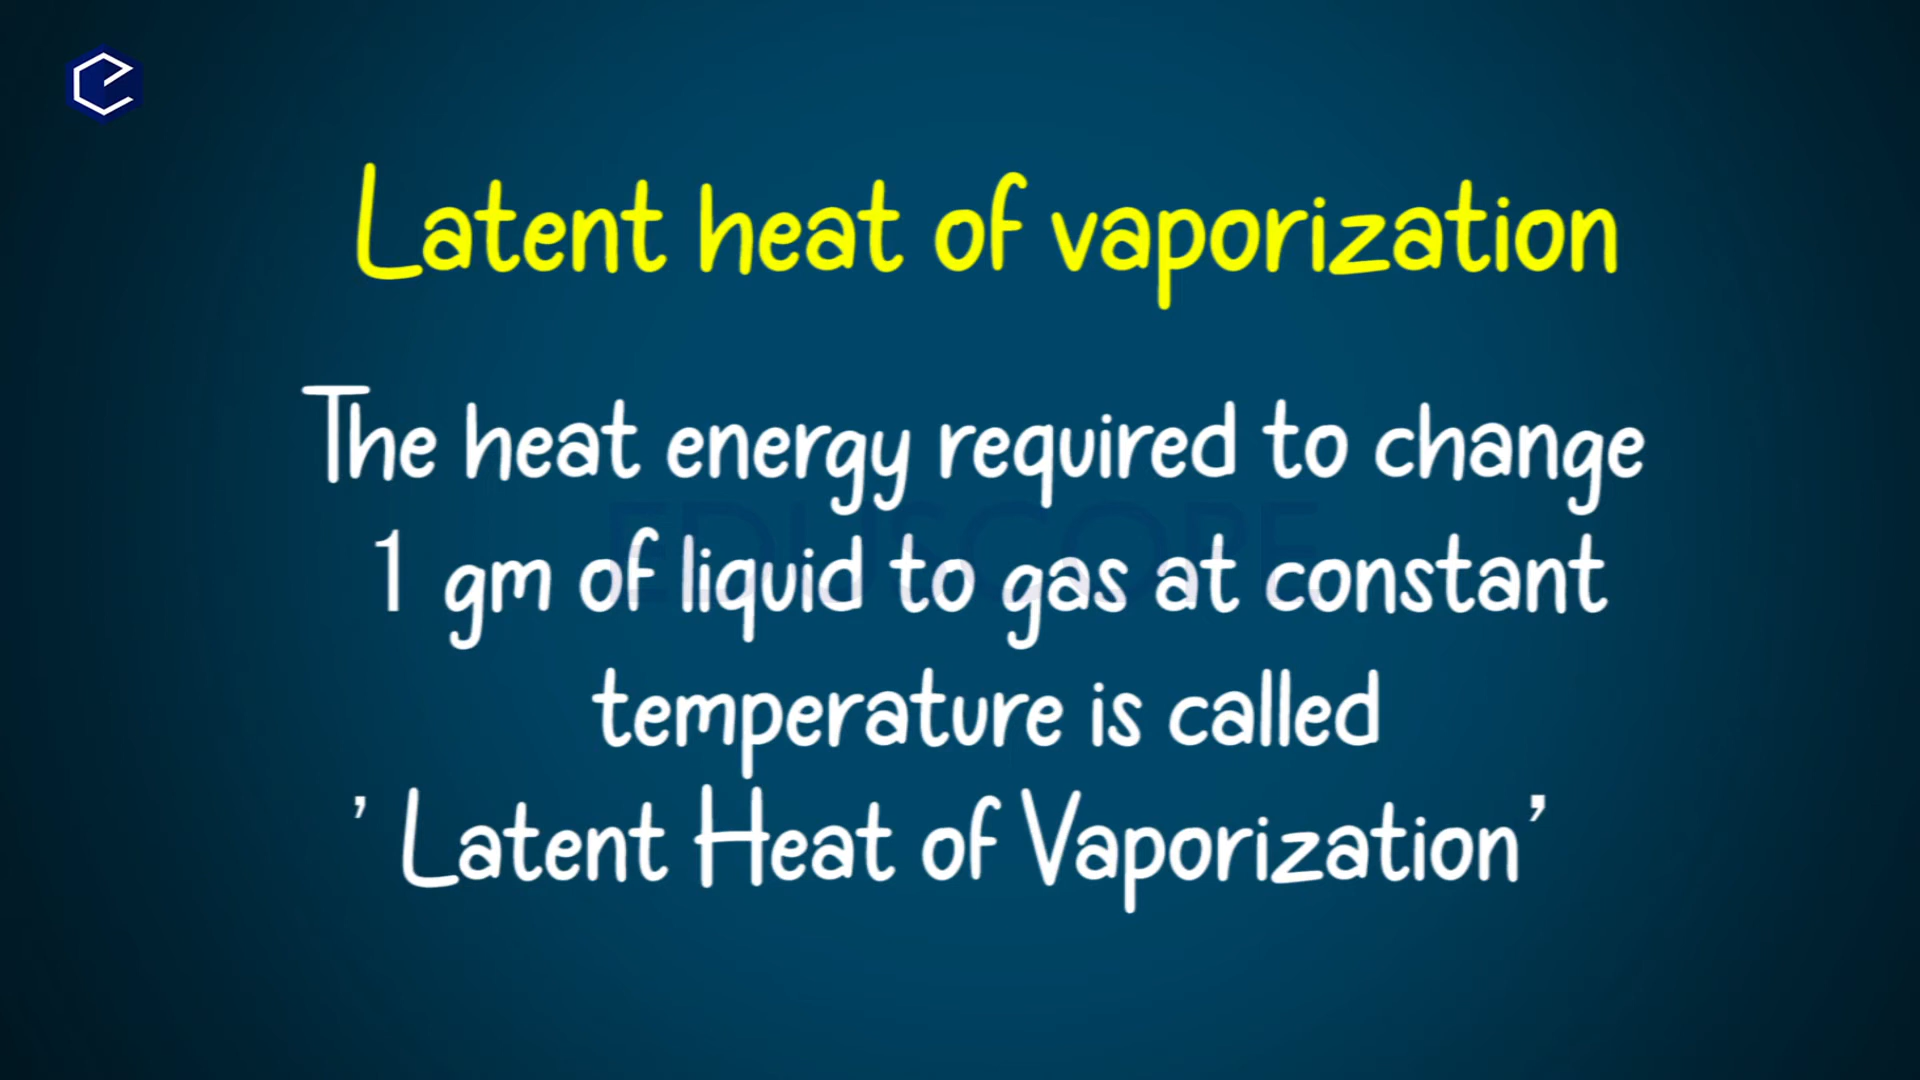 Latent heat of vaporization
The heat energy required to change
1 gm of liquid to gas at constant
EDUSCOPE
temperature is called
’ Latent Heat of Vaporization’